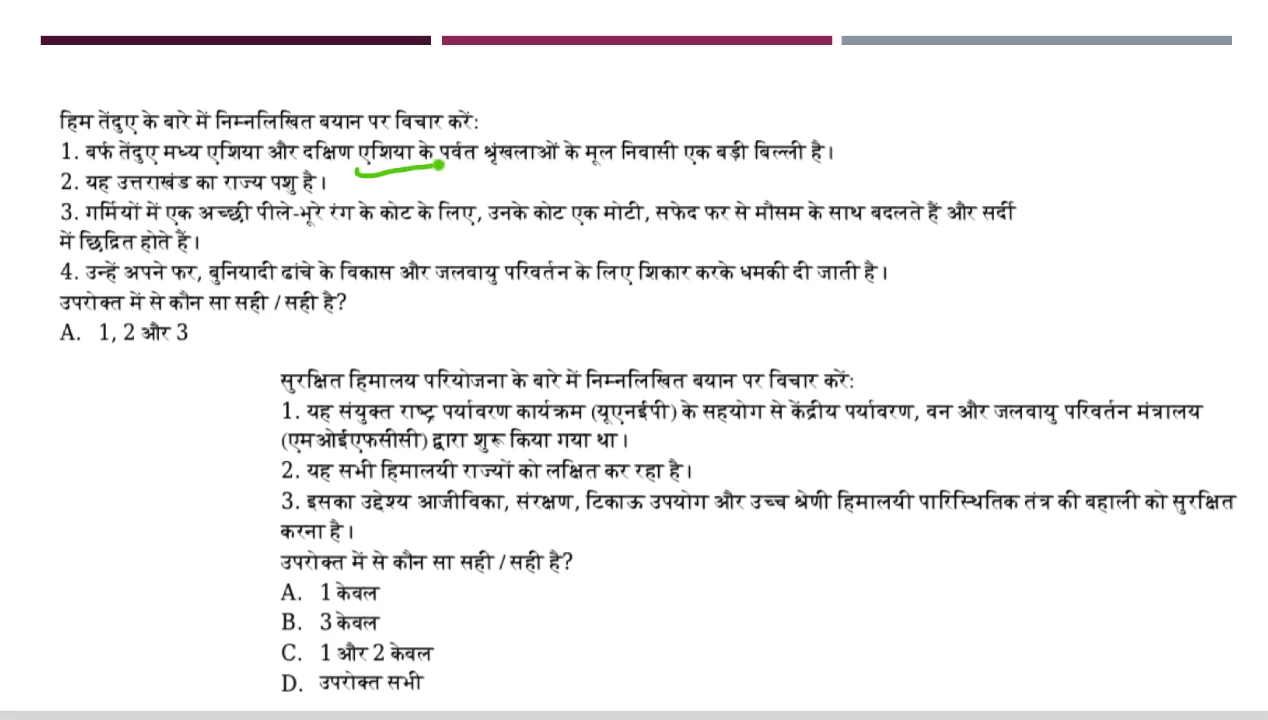 हिम तेंदुए के बारे में निम्नलिखित बयान पर विचार करें:
1. बर्फ तेंदुए मध्य एशिया और दक्षिण एशिया के पर्वत श्रृंखलाओं के मूल निवासी एक बड़ी बिल्ली है।
2. यह उत्तराखंड का राज्य पशु है।
3. गर्मियों में एक अच्छी पीले-भूरे रंग के कोट के लिए, उनके कोट एक मोटी, सफेद फर से मौसम के साथ बदलते हैं और सर्दी
में छिद्रित होते हैं।
4. उन्हें अपने फर, बुनियादी ढांचे के विकास और जलवायु परिवर्तन के लिए शिकार करके धमकी दी जाती है।
उपरोक्त में से कौन सा सही / सही है?
A. 1, 2 और 3
सुरक्षित हिमालय परियोजना के बारे में निम्नलिखित बयान पर विचार करें:
1. यह संयुक्त राष्ट्र पर्यावरण कार्यक्रम (यूएनईपी) के सहयोग से केंद्रीय पर्यावरण, वन और जलवायु परिवर्तन मंत्रालय
(एमओईएफसीसी) द्वारा शुरू किया गया था।
2. यह सभी हिमालयी राज्यों को लक्षित कर रहा है।
3. इसका उद्देश्य आजीविका, संरक्षण, टिकाऊ उपयोग और उच्च श्रेणी हिमालयी पारिस्थितिक तंत्र की बहाली को सुरक्षित
करना है।
उपरोक्त में से कौन सा सही / सही है?
A. 1 केवल
B. 3 केवल
C. 1 और 2 केवल
D. उपरोक्त सभी